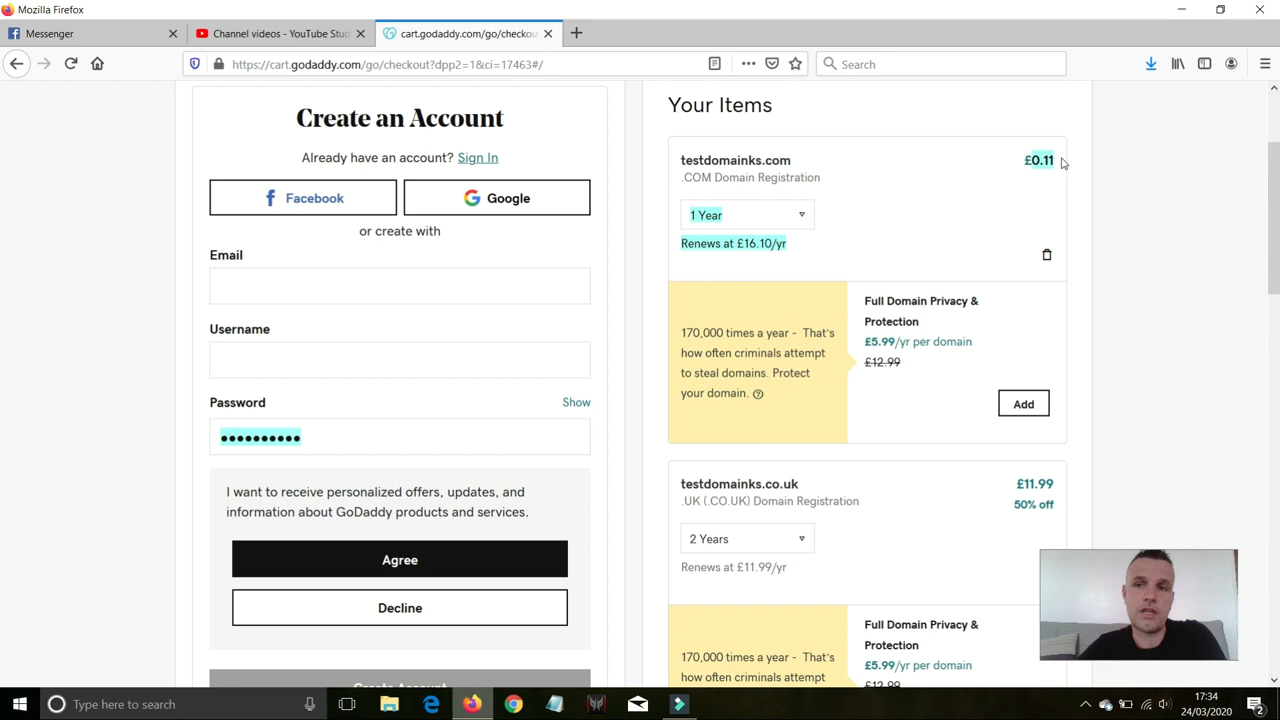 Mozilla Firefox
Messenger
Channel videos - YouTube Stud
cart.godaddy.com/go/checkou
https://cart.godaddy.com/go/checkout?dpp2=1&ci=17463#/
Search
Create an Account
Already have an account? Sign In
Facebook
Google
or create with
Email
Username
Password
Show
●●●●●●●●●●
I want to receive personalized offers, updates, and
information about GoDaddy products and services.
Agree
Decline
Create Account
Your Items
testdomainks.com
£0.11
.COM Domain Registration
1 Year
Renews at £16.10/yr
170,000 times a year - That's
how often criminals attempt
to steal domains. Protect
your domain.
Full Domain Privacy &
Protection
£5.99/yr per domain
£12.99
Add
testdomainks.co.uk
£11.99
.UK (.CO.UK) Domain Registration
50% off
2 Years
Renews at £11.99/yr
170,000 times a year - That's
how often criminals attempt
Full Domain Privacy &
Protection
£5.99/yr per domain
£12.99
Type here to search
17:34
24/03/2020
2